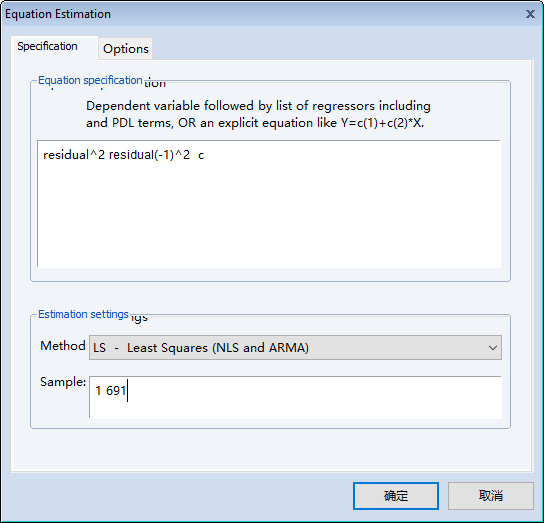 Equation Estimation
Specification
Options
Equation specification tion
Dependent variable followed by list of regressors including
and PDL terms, OR an explicit equation like Y=c(1)+c(2)*X.
residual^2 residual(-1)^2 c
Estimation settings igs
Method
LS - Least Squares (NLS and ARMA)
Sample:
1 691
确定
取消